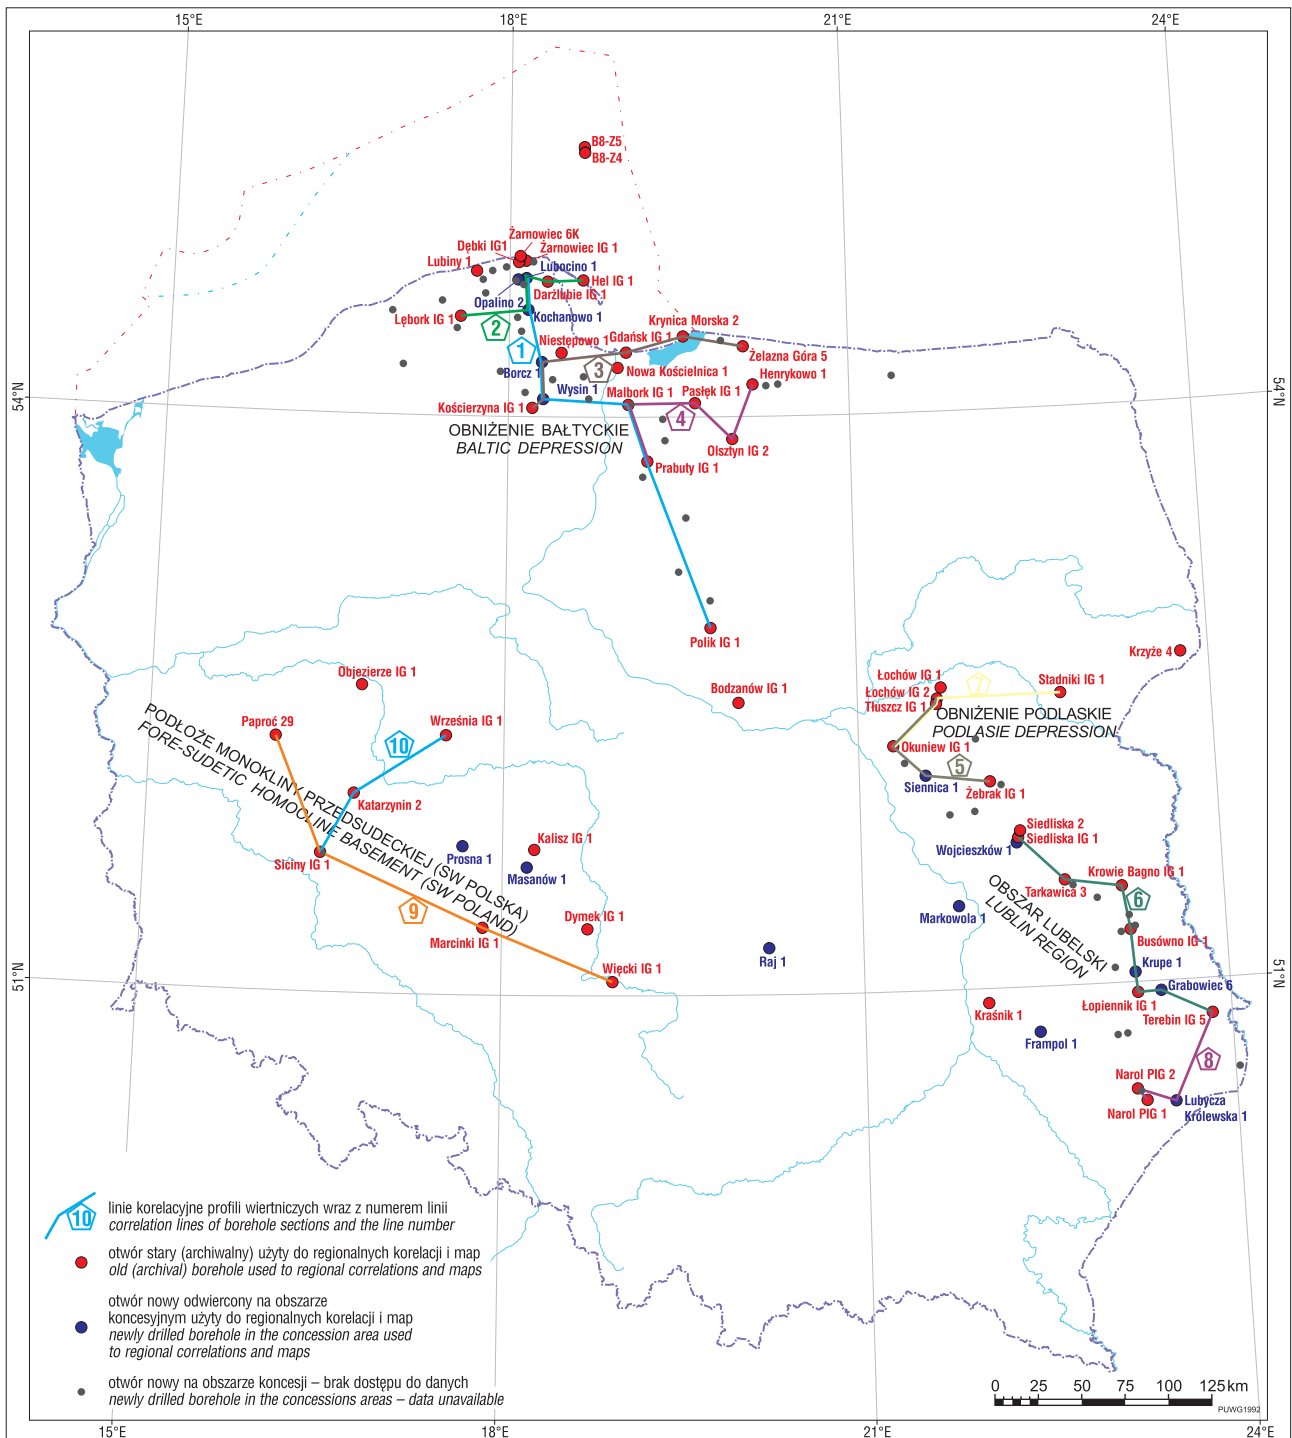 15°E
18°E
21°E
24°E
B8-Z5
B8-Z4
Żarnowiec 6K
Dębki IG1
Żarnowiec IG 1
Lubiny 1
Lubocino 1
Hel IG 1
Opalino 2
Darżlubie IG 1
Lębork IG 1
2
Kochanowo 1
Krynica Morska 2
1
Niestępowo 1
Gdańsk IG 1
Żelazna Góra 5
Borcz 1
3
Nowa Kościelnica 1
Henrykowo 1
54°N
54°N
Wysin 1
Malbork IG 1
Pasłęk IG 1
Kościerzyna IG 1
4
OBNIŻENIE BAŁTYCKIE
BALTIC DEPRESSION
Olsztyn IG 2
Prabuty IG 1
Polik IG 1
Krzyże 4
Objezierze IG 1
Bodzanów IG 1
Łochów IG 1
Łochów IG 2
Tłuszcz IG 1
7
Stadniki IG 1
OBNIŻENIE PODLASKIE
PODLASIE DEPRESSION
Paproć 29
Września IG 1
10
Okuniew IG 1
5
Siennica 1
Żebrak IG 1
PODŁOŻE MONOKLINY PRZEDSUDECKIEJ (SW POLSKA)
FORE-SUDETIC HOMOCLINE BASEMENT (SW POLAND)
Katarzynin 2
Siciny IG 1
Prosna 1
Kalisz IG 1
Masanów 1
Siedliska 2
Siedliska IG 1
Wojcieszków 1
Krowie Bagno IG 1
Tarkawica 3
6
OBSZAR LUBELSKI
LUBLIN REGION
9
Marcinki IG 1
Dymek IG 1
Markowola 1
Busówno IG 1
Raj 1
Więcki IG 1
Krupe 1
51°N
51°N
Grabowiec 6
Łopiennik IG 1
Terebin IG 5
Kraśnik 1
Frampol 1
8
Narol PIG 2
Narol PIG 1
Lubycza
Królewska 1
10
linie korelacyjne profili wiertniczych wraz z numerem linii
correlation lines of borehole sections and the line number
otwór stary (archiwalny) użyty do regionalnych korelacji i map
old (archival) borehole used to regional correlations and maps
otwór nowy odwiercony na obszarze
koncesyjnym użyty do regionalnych korelacji i map
newly drilled borehole in the concession area used
to regional correlations and maps
otwór nowy na obszarze koncesji – brak dostępu do danych
newly drilled borehole in the concessions areas – data unavailable
0 25 50 75 100 125 km
PUWG1992
15°E
18°E
21°E
24°E